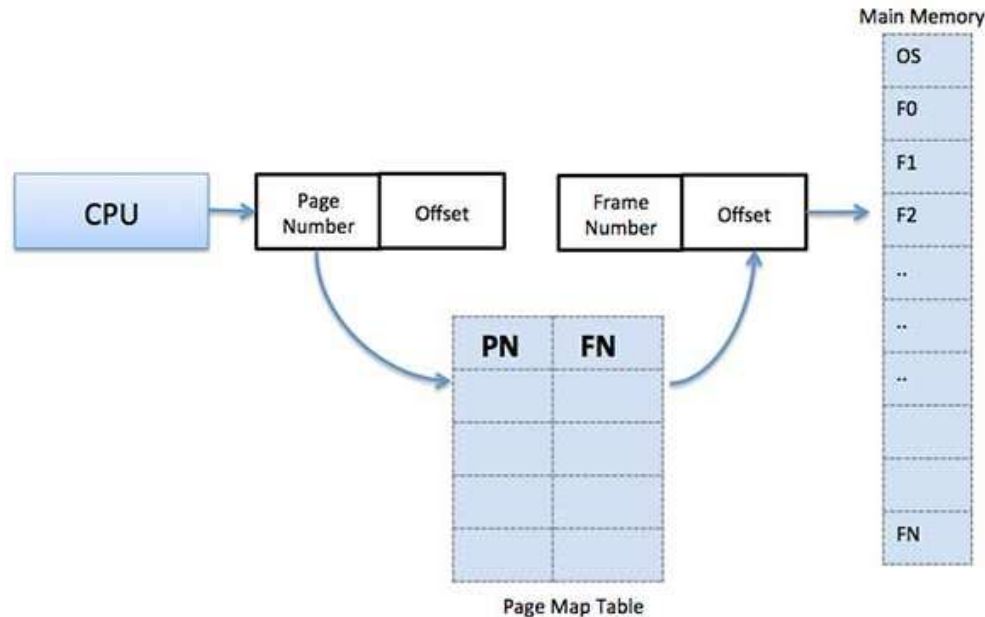 Main Memory
OS
F0
F1
F2
..
..
..
FN
CPU
Page
Number
Offset
Frame
Number
Offset
PN
FN
Page Map Table